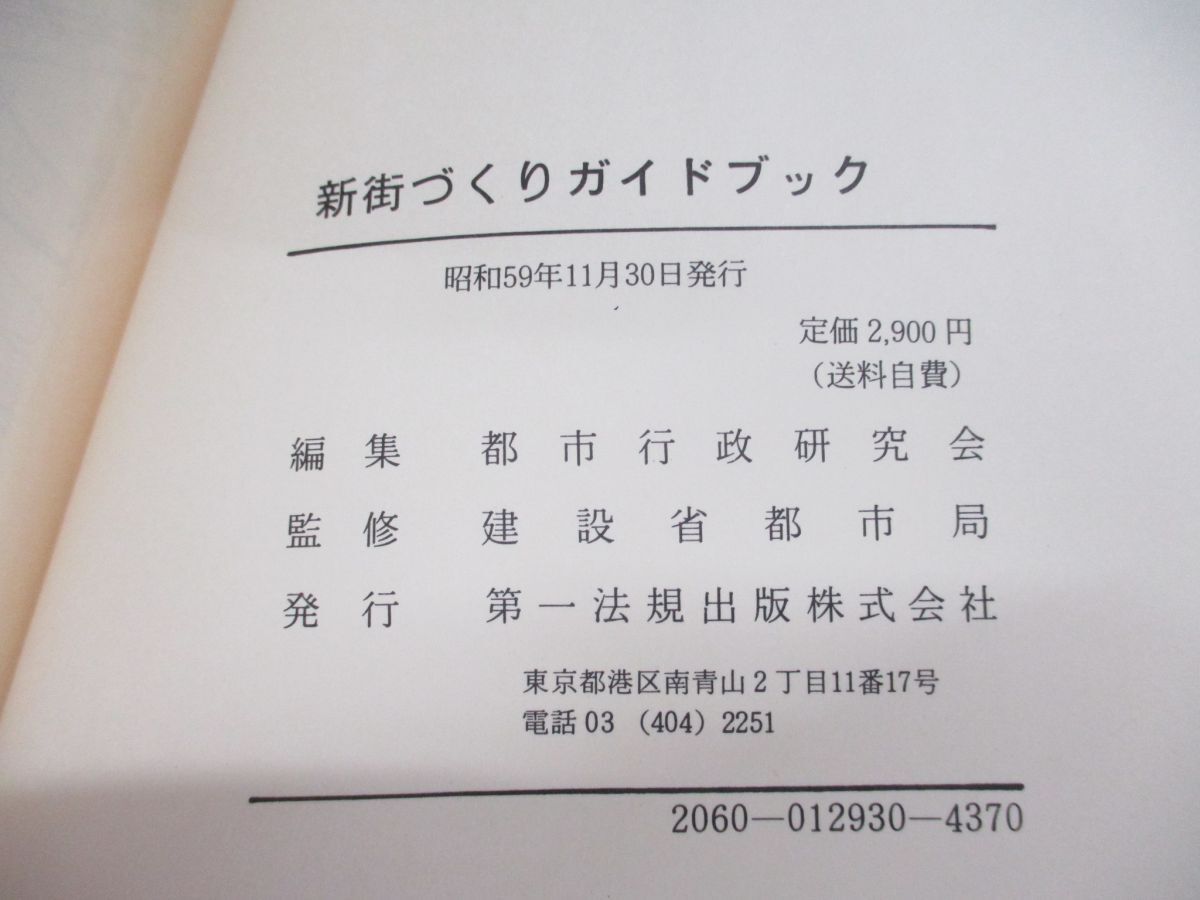 新街づくりガイドブック
昭和59年11月30日発行
定価 2,900 円
（送料自費）
編集 都市行政研究会
監修 建設省都市局
発行 第一法規出版株式会社
東京都港区南青山2丁目11番17号
電話 03 （404）2251
2060―012930―4370